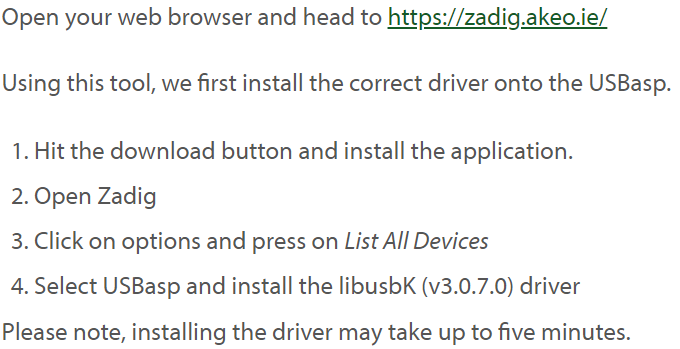 Open your web browser and head to https://zadig.akeo.ie/
Using this tool, we first install the correct driver onto the USBasp.
1. Hit the download button and install the application.
2. Open Zadig
3. Click on options and press on List All Devices
4. Select USBasp and install the libusbK (v3.0.7.0) driver
Please note, installing the driver may take up to five minutes.